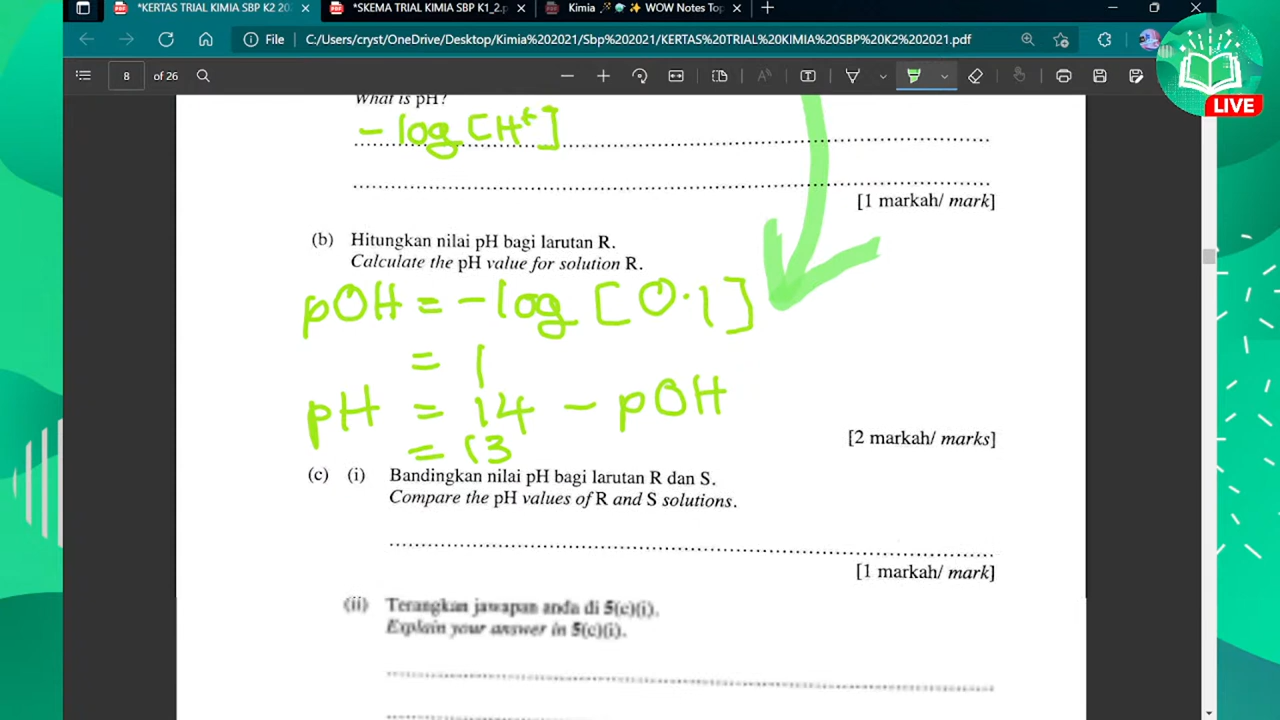 *KERTAS TRIAL KIMIA SBP K2 202
*SKEMA TRIAL KIMIA SBP K1_2.p
Kimia 🪄 🧪 ✨ WOW Notes Top
File C:/Users/cryst/OneDrive/Desktop/Kimia%202021/Sbp%202021/KERTAS%20TRIAL%20KIMIA%20SBP%20K2%202021.pdf
8 of 26
LIVE
What is pH?
- log [H+]
[1 markah/ mark]
(b) Hitungkan nilai pH bagi larutan R.
Calculate the pH value for solution R.
pOH = -log [0.1]
= 1
pH = 14 - pOH
= 13
[2 markah/ marks]
(c) (i) Bandingkan nilai pH bagi larutan R dan S.
Compare the pH values of R and S solutions.
[1 markah/ mark]
(ii) Terangkan jawapan anda di 5(c)(i).
Explain your answer in 5(c)(i).